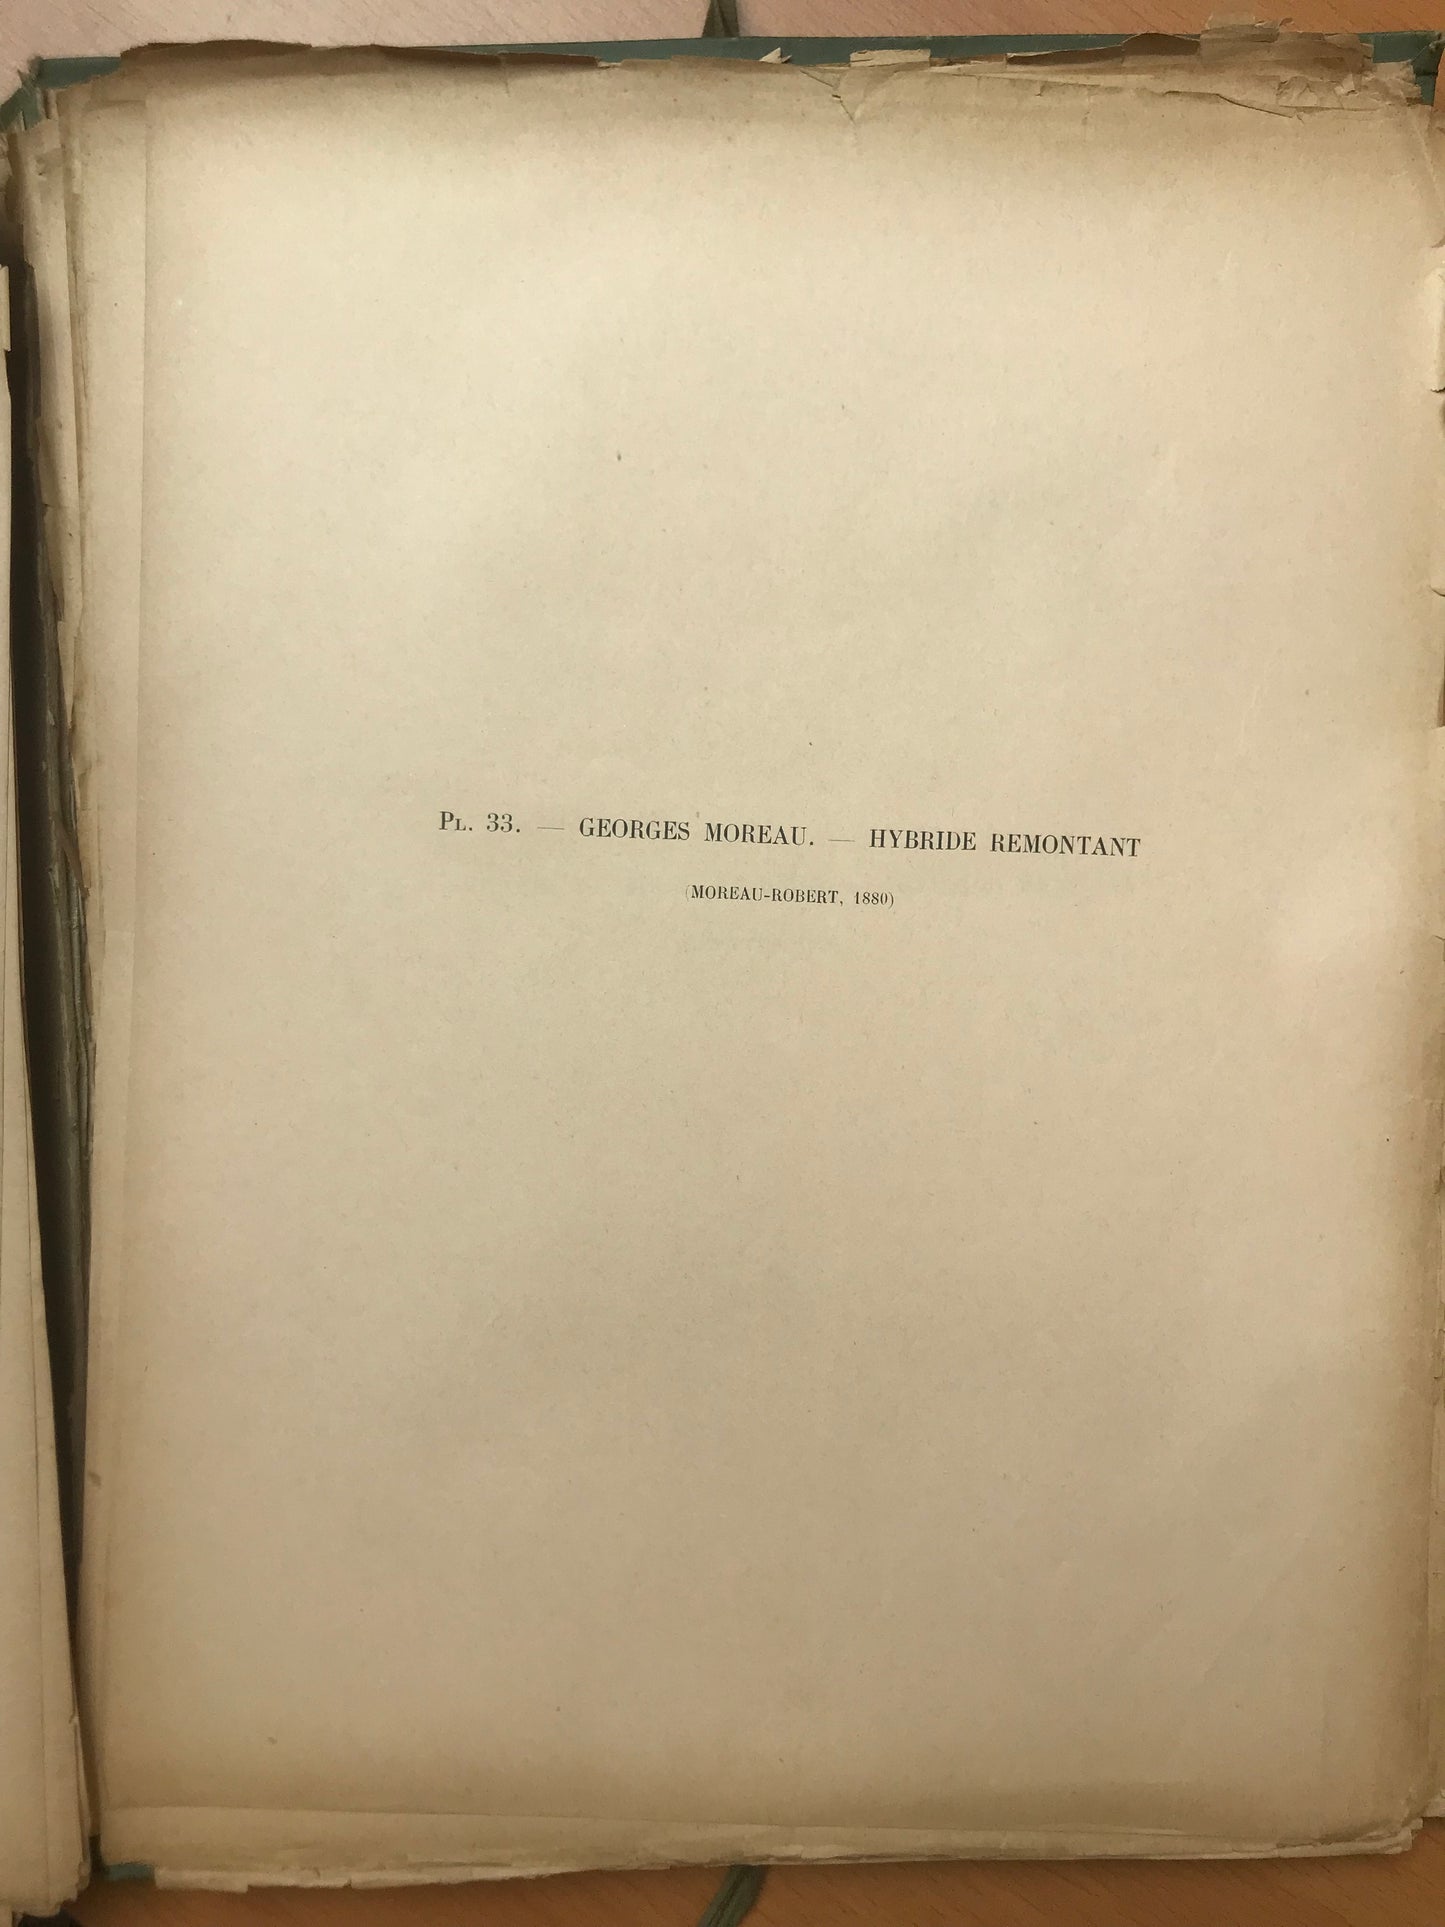 Pl. 33. — GEORGES MOREAU. — HYBRIDE REMONTANT
(MOREAU-ROBERT, 1880)